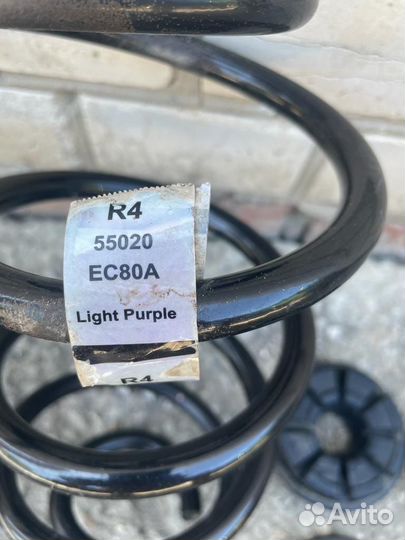 R4
55020
EC80A
Light Purple
R4
Avito